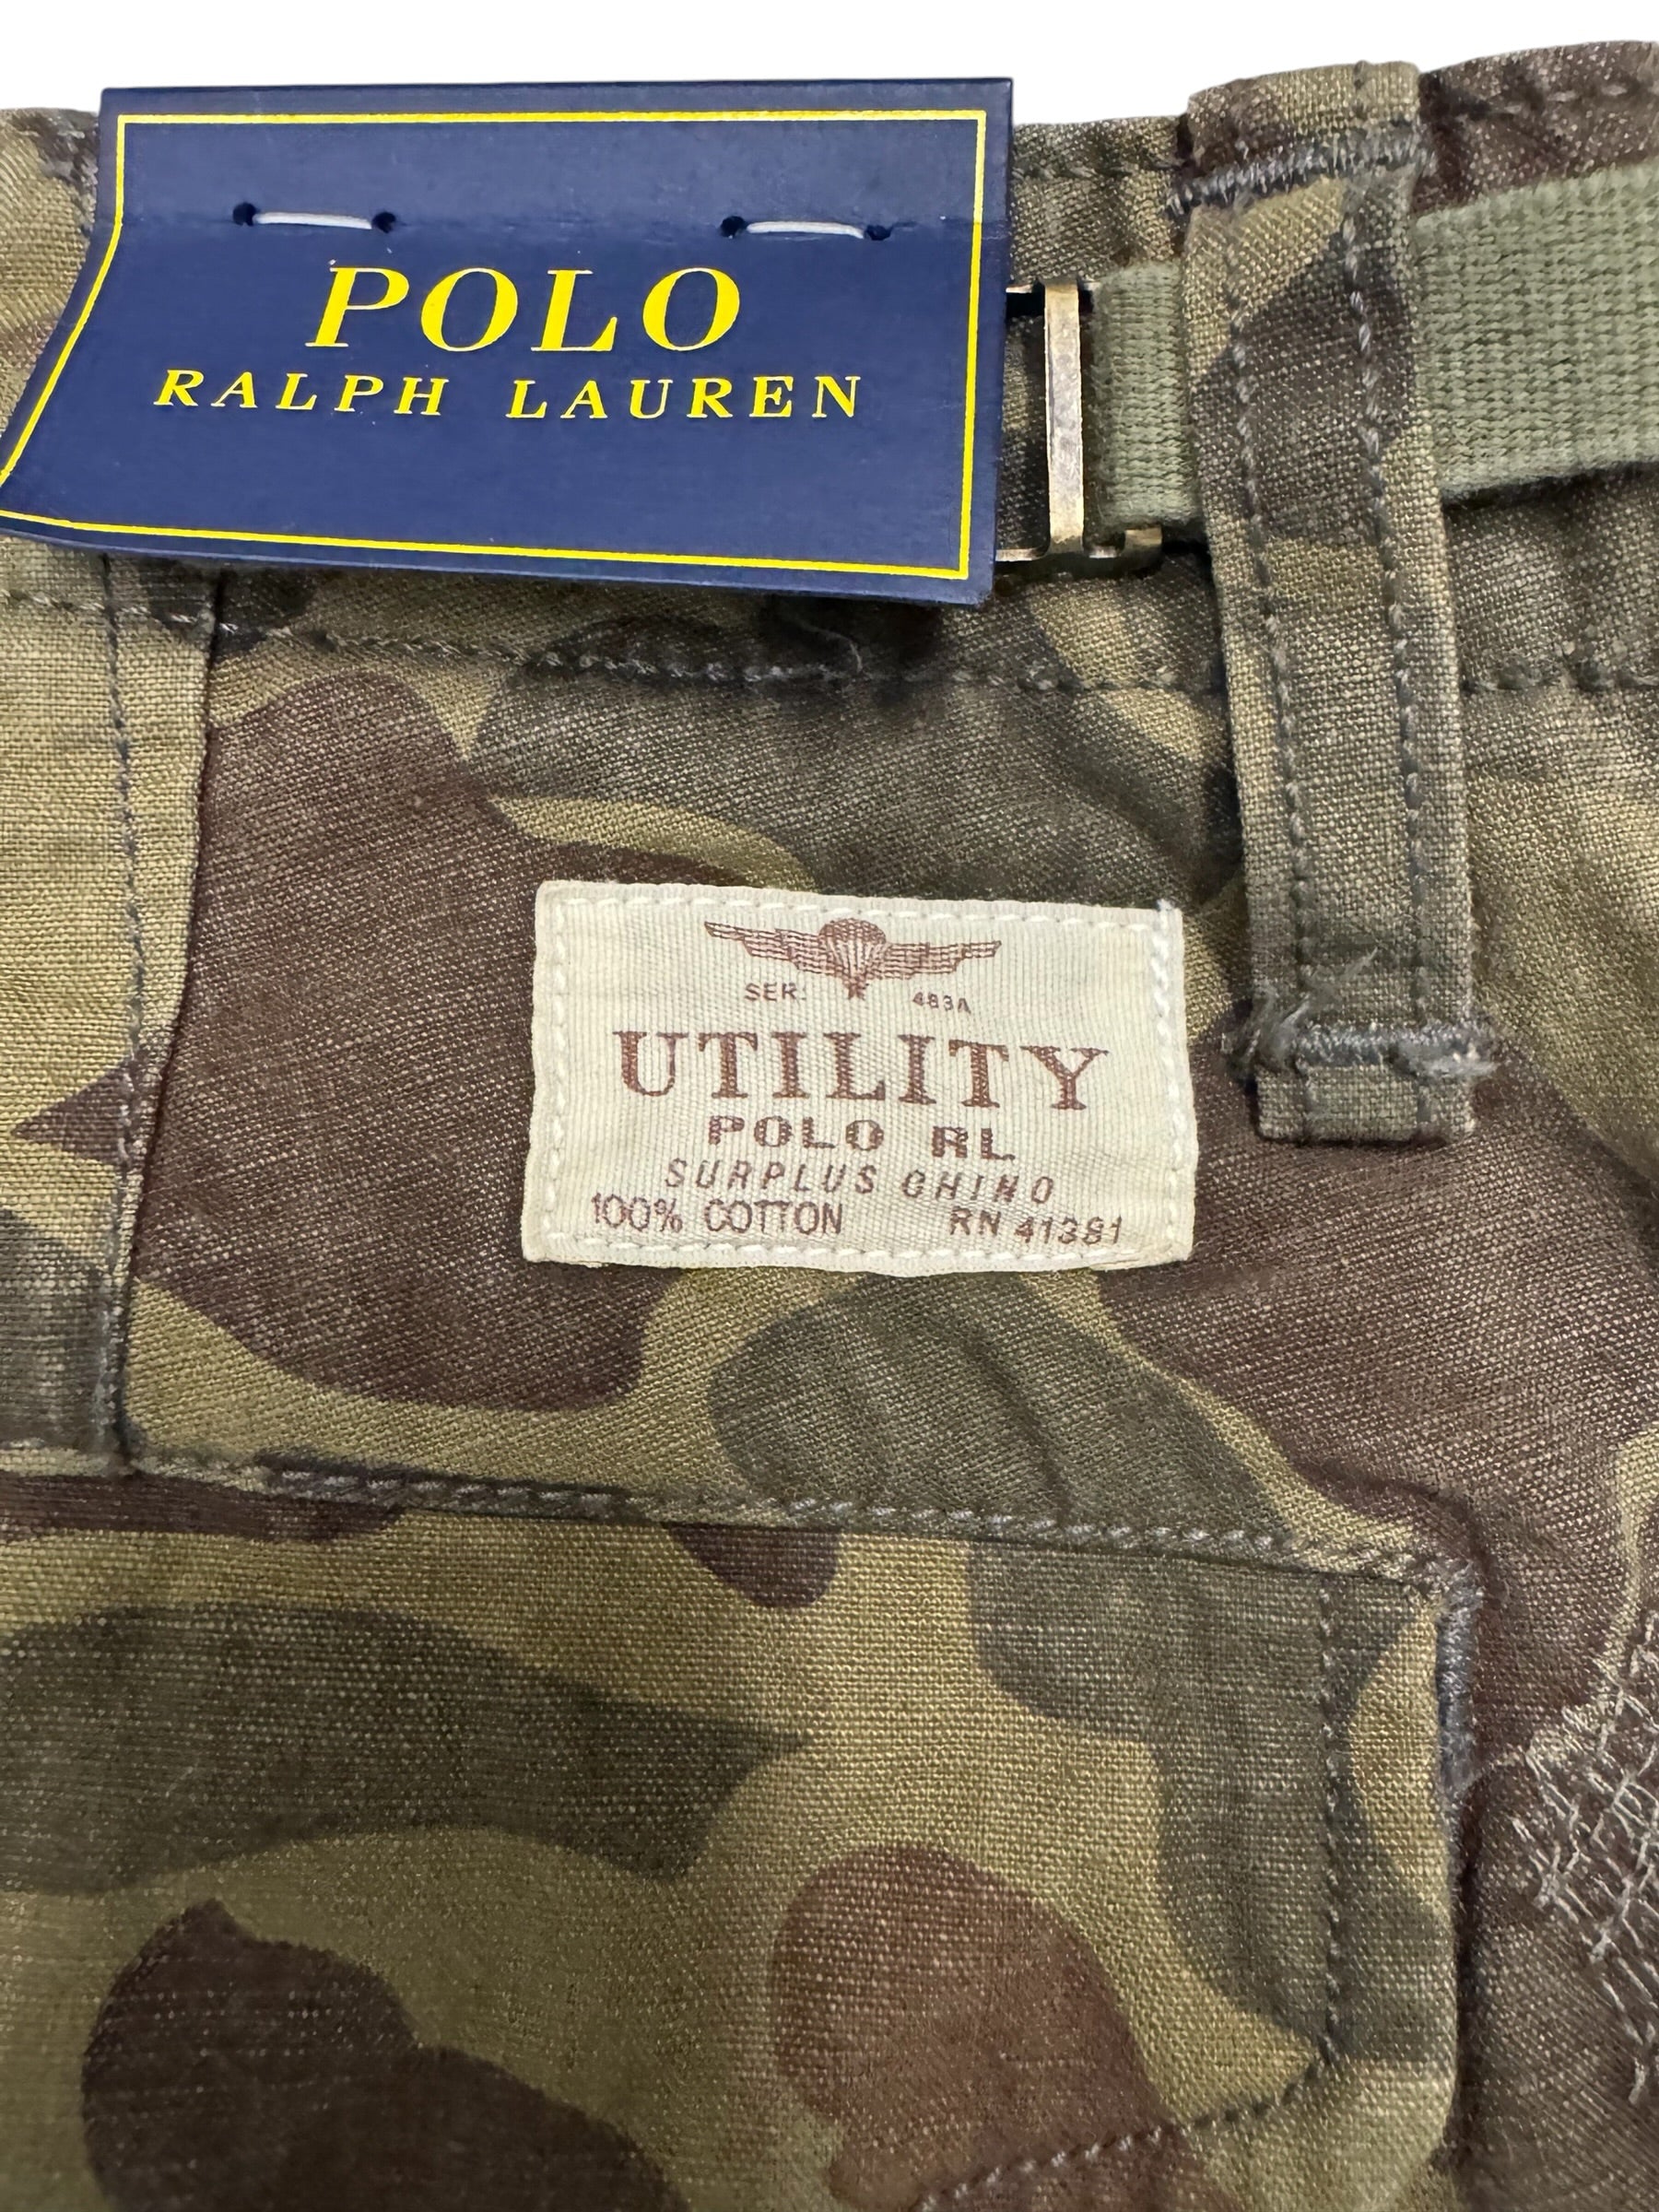 POLO
RALPH LAUREN
SER: 483A
UTILITY
POLO RL
SURPLUS CHINO
100% COTTON RN 41381